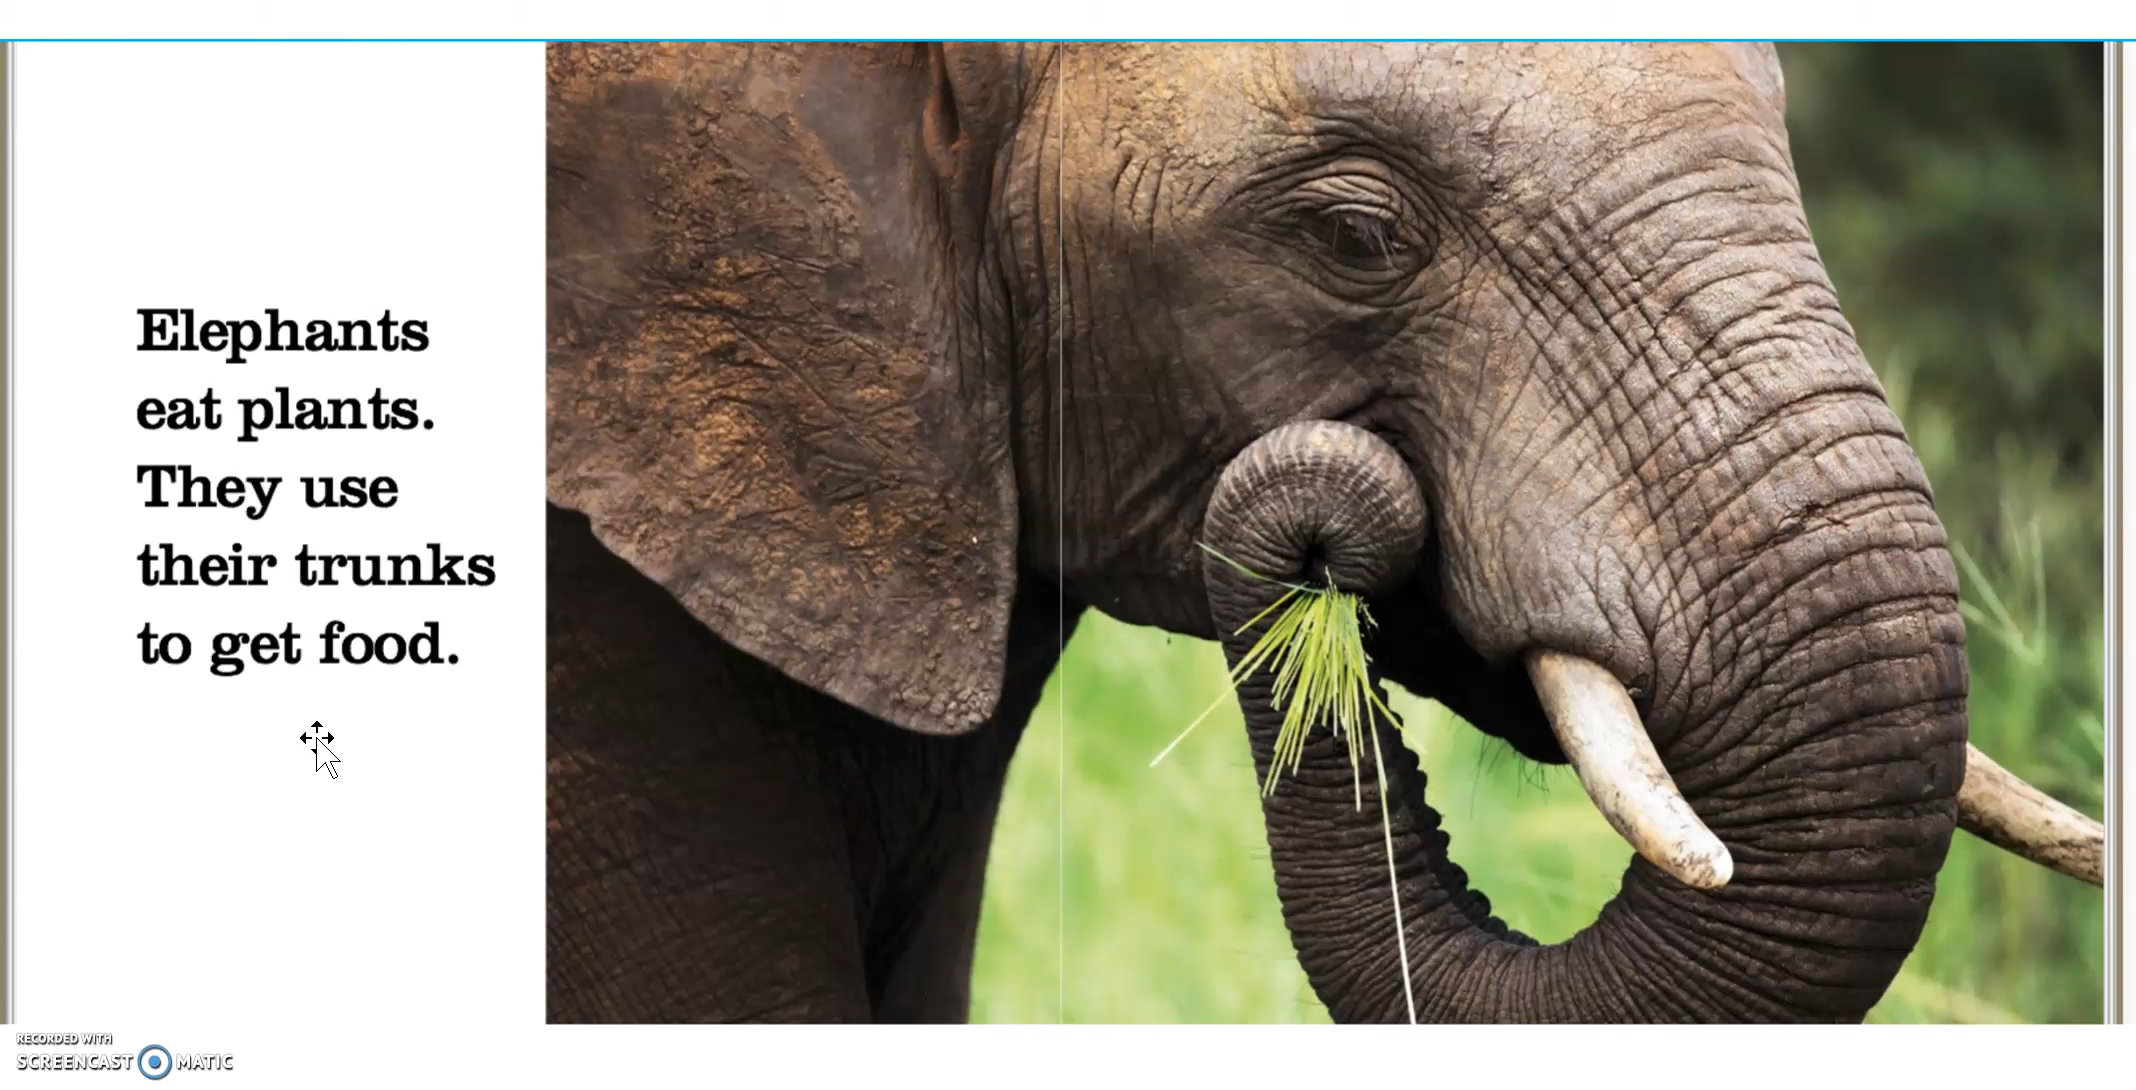 Elephants
eat plants.
They use
their trunks
to get food.
RECORDED WITH
SCREENCAST MATIC